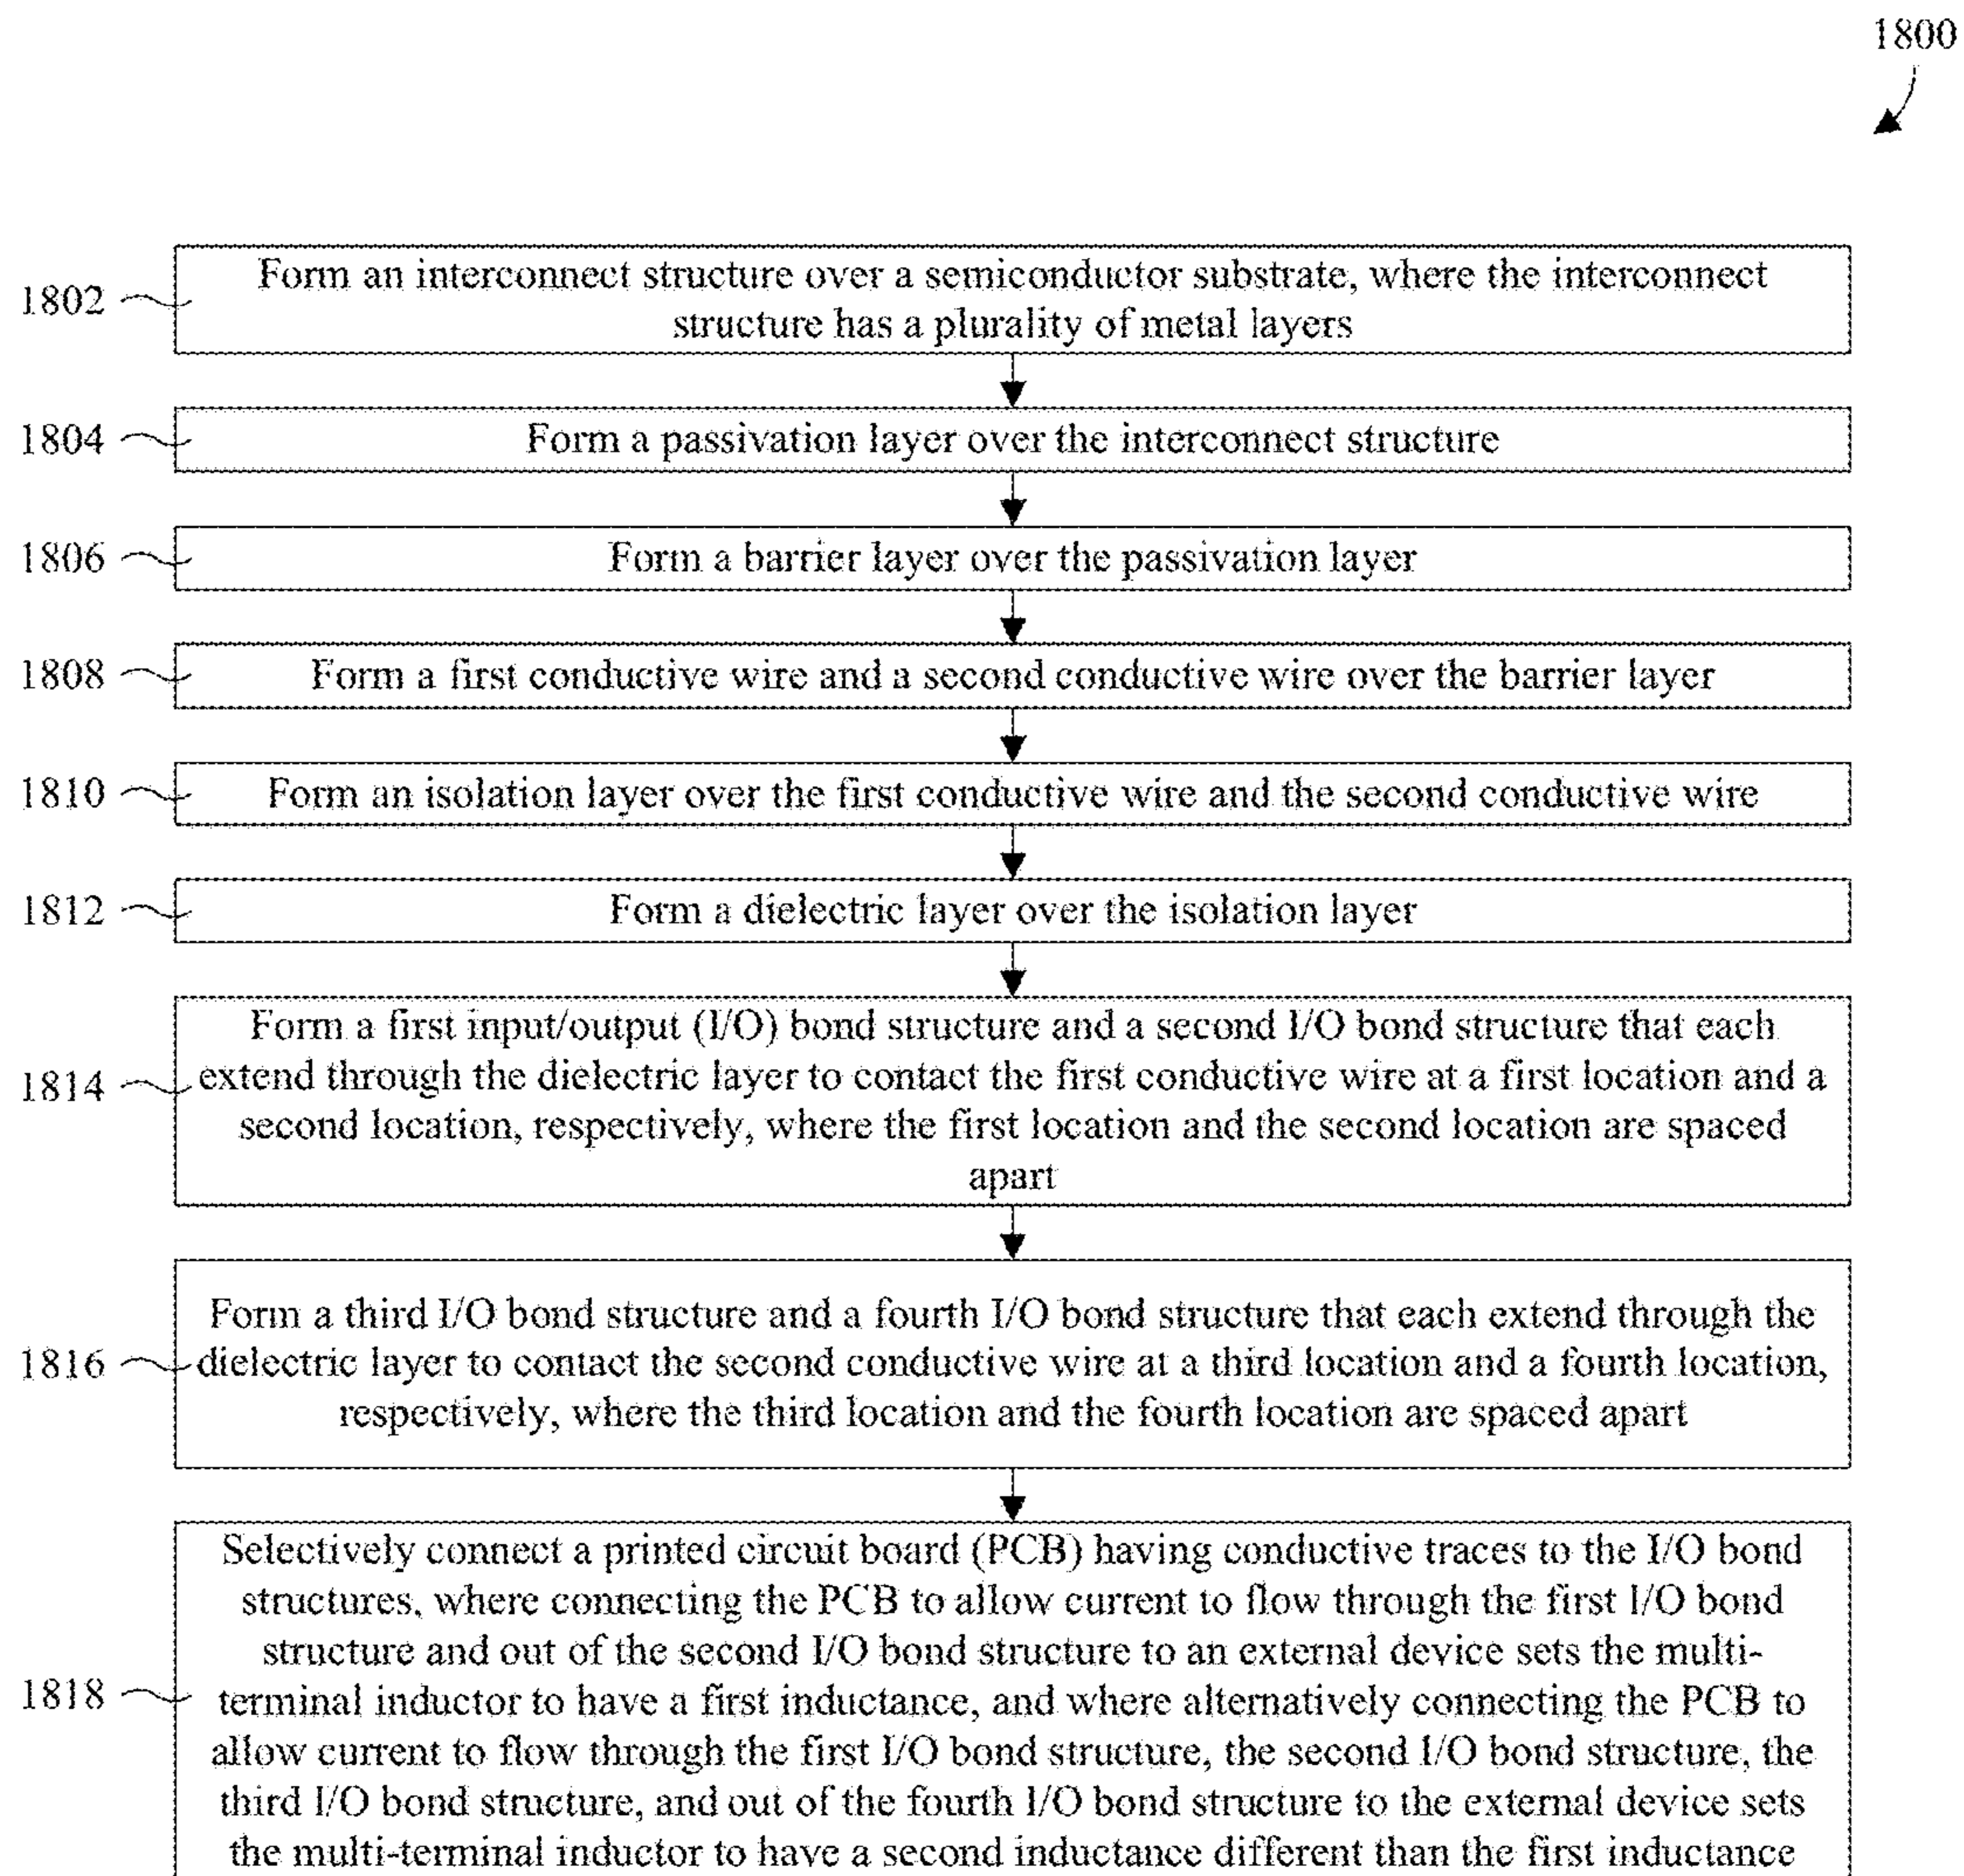 1800
1802
Form an interconnect structure over a semiconductor substrate, where the interconnect
structure has a plurality of metal layers
1804
Form a passivation layer over the interconnect structure
1806
Form a barrier layer over the passivation layer
1808
Form a first conductive wire and a second conductive wire over the barrier layer
1810
Form an isolation layer over the first conductive wire and the second conductive wire
1812
Form a dielectric layer over the isolation layer
1814
Form a first input/output (I/O) bond structure and a second I/O bond structure that each
extend through the dielectric layer to contact the first conductive wire at a first location and a
second location, respectively, where the first location and the second location are spaced
apart
1816
Form a third I/O bond structure and a fourth I/O bond structure that each extend through the
dielectric layer to contact the second conductive wire at a third location and a fourth location,
respectively, where the third location and the fourth location are spaced apart
1818
Selectively connect a printed circuit board (PCB) having conductive traces to the I/O bond
structures, where connecting the PCB to allow current to flow through the first I/O bond
structure and out of the second I/O bond structure to an external device sets the multi-
terminal inductor to have a first inductance, and where alternatively connecting the PCB to
allow current to flow through the first I/O bond structure, the second I/O bond structure, the
third I/O bond structure, and out of the fourth I/O bond structure to the external device sets
the multi-terminal inductor to have a second inductance different than the first inductance